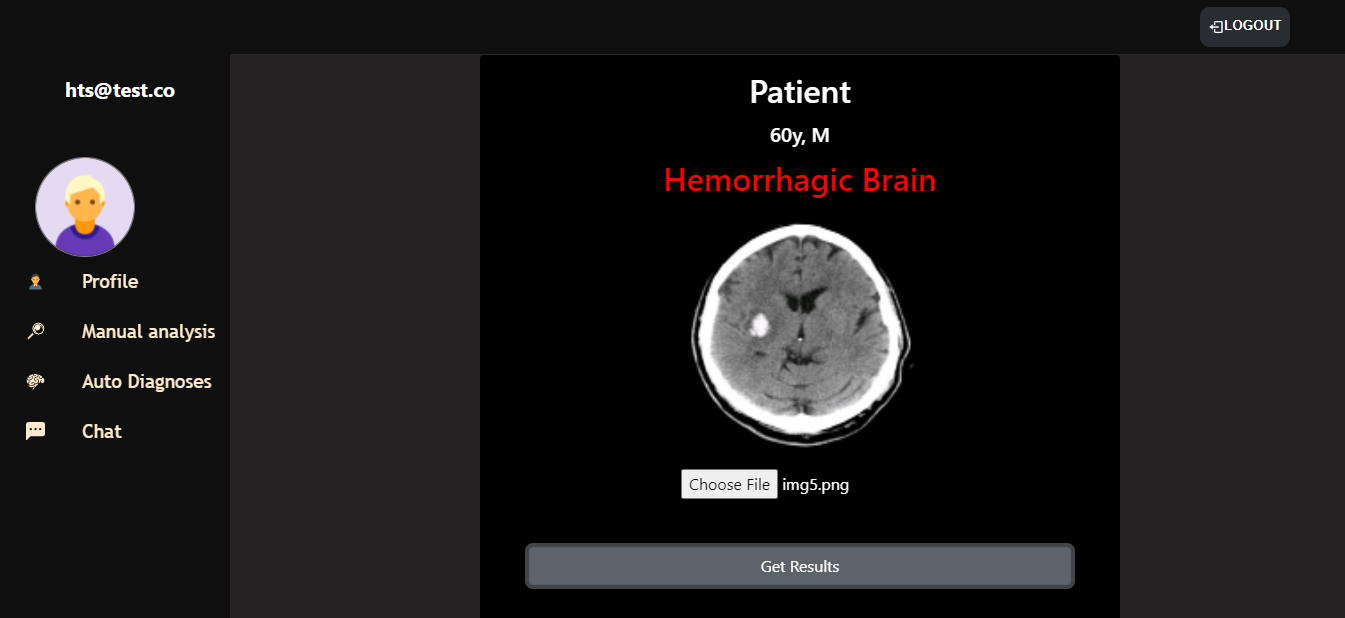 LOGOUT
hts@test.co
Profile
Manual analysis
Auto Diagnoses
Chat
Patient
60y, M
Hemorrhagic Brain
Choose File img5.png
Get Results